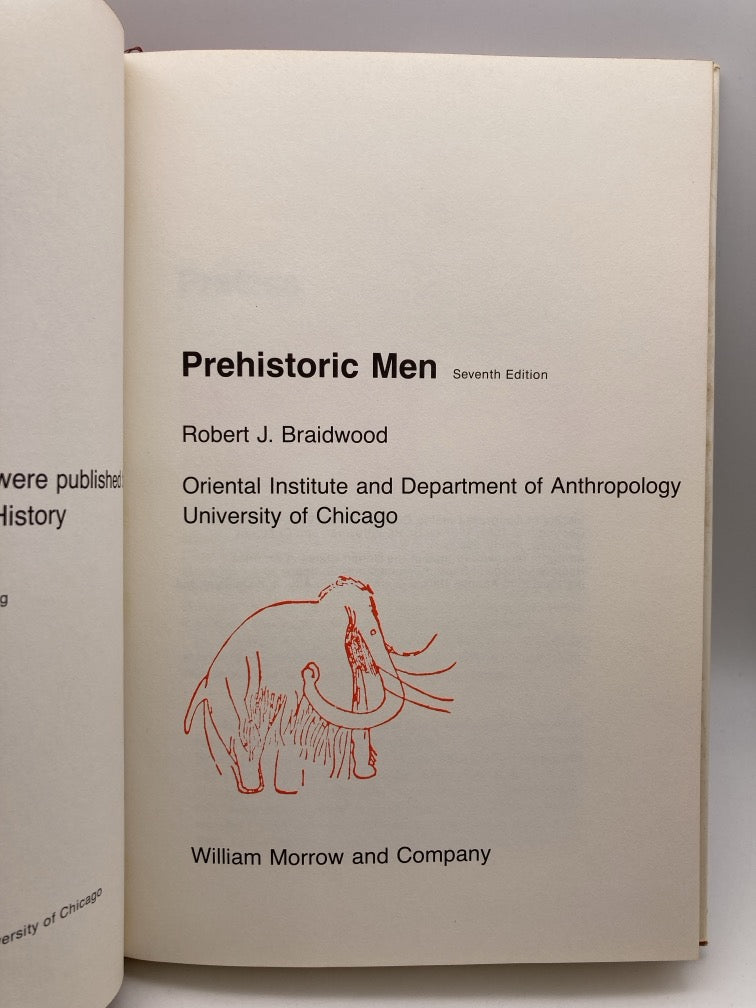 were published
History
g
ersity of Chicago
Prehistoric Men Seventh Edition
Robert J. Braidwood
Oriental Institute and Department of Anthropology
University of Chicago
William Morrow and Company